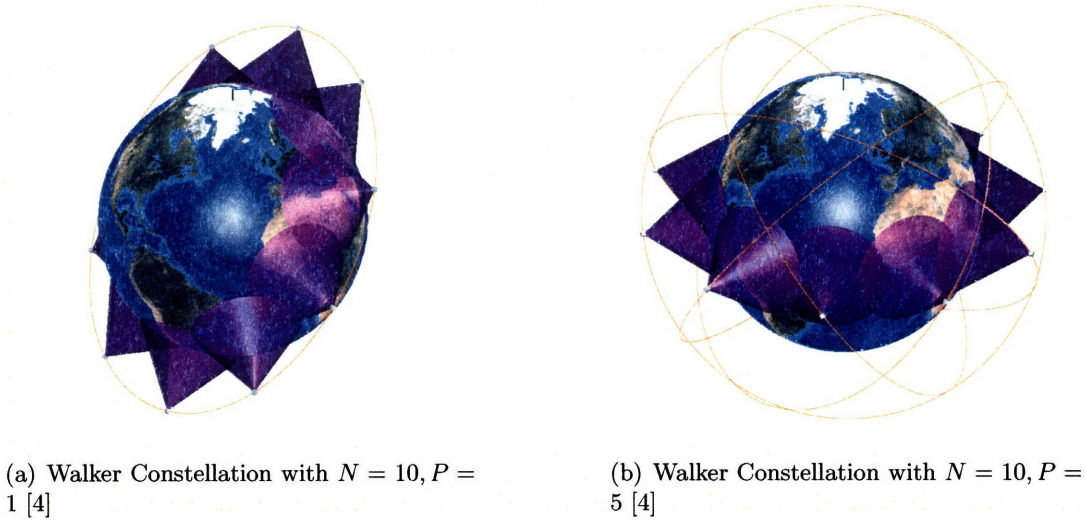 (a) Walker Constellation with N = 10, P =
1 [4]
(b) Walker Constellation with N = 10, P =
5 [4]